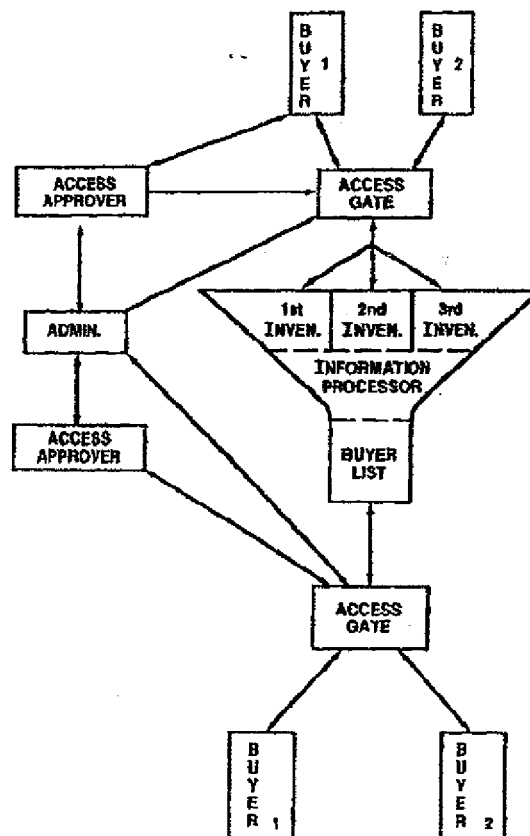 BUYER 1
BUYER 2
ACCESS
APPROVER
ACCESS
GATE
1st
INVEN.
2nd
INVEN.
3rd
INVEN.
ADMIN.
INFORMATION
PROCESSOR
ACCESS
APPROVER
BUYER
LIST
ACCESS
GATE
BUYER 1
BUYER 2